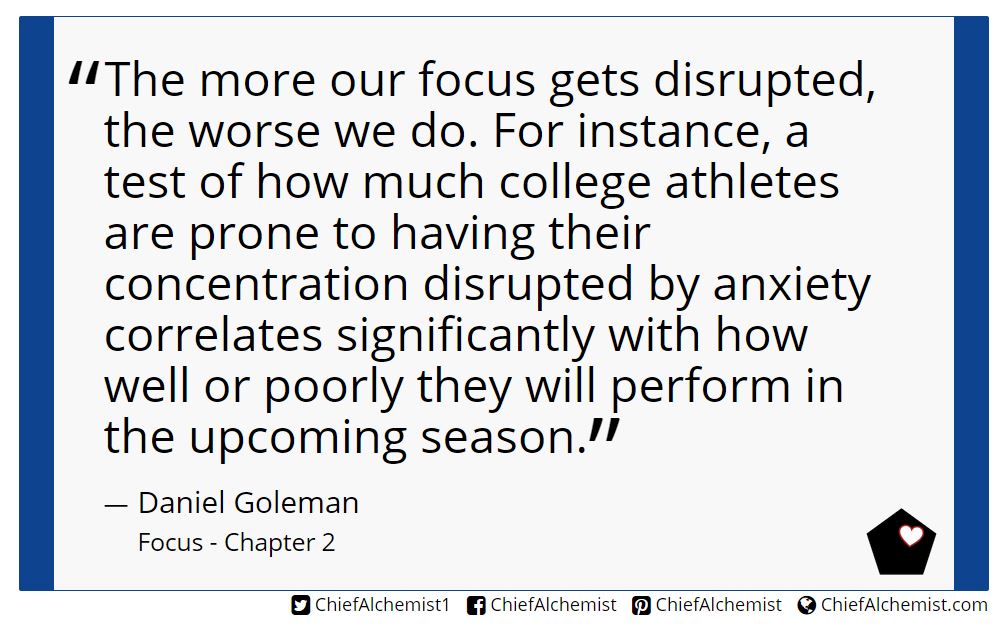 “The more our focus gets disrupted,
the worse we do. For instance, a
test of how much college athletes
are prone to having their
concentration disrupted by anxiety
correlates significantly with how
well or poorly they will perform in
the upcoming season.”
— Daniel Goleman
Focus - Chapter 2
ChiefAlchemist1 ChiefAlchemist ChiefAlchemist ChiefAlchemist.com